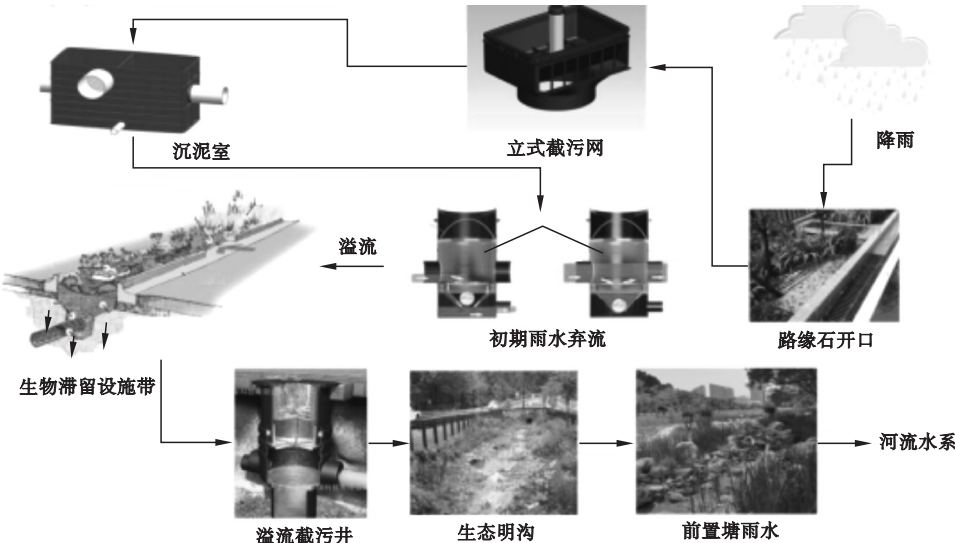 沉泥室
立式截污网
降雨
溢流
初期雨水弃流
路缘石开口
生物滞留设施带
河流水系
溢流截污井
生态明沟
前置塘雨水